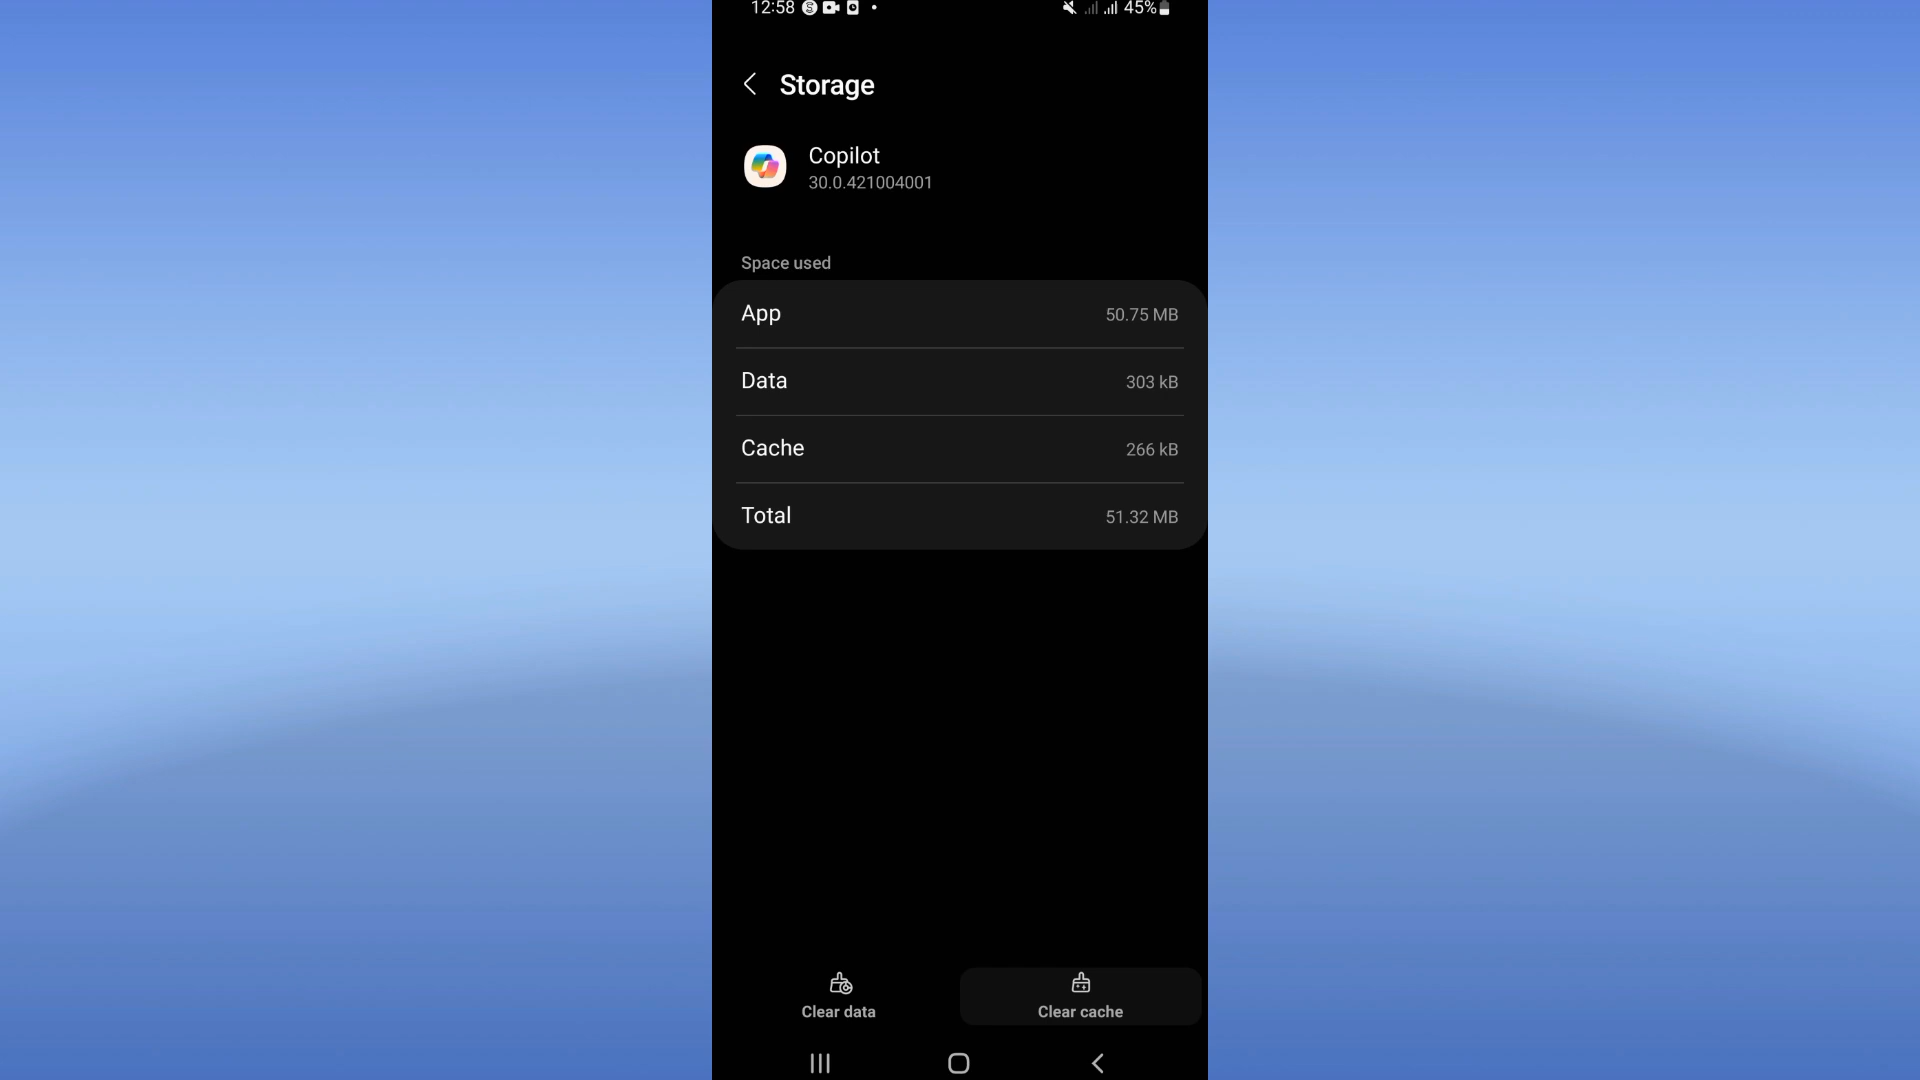 12:58 45%
Storage
Copilot
30.0.421004001
Space used
App 50.75 MB
Data 303 kB
Cache 266 kB
Total 51.32 MB
Clear data Clear cache